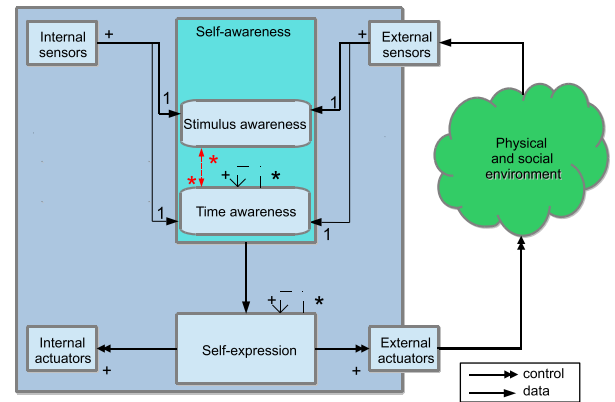 Internal
sensors
+
Self-awareness
+
External
sensors
1
1
Stimulus awareness
*
*
+
*
Time awareness
1
1
Physical
and social
environment
+
*
Internal
actuators
+
Self-expression
+
External
actuators
control
data